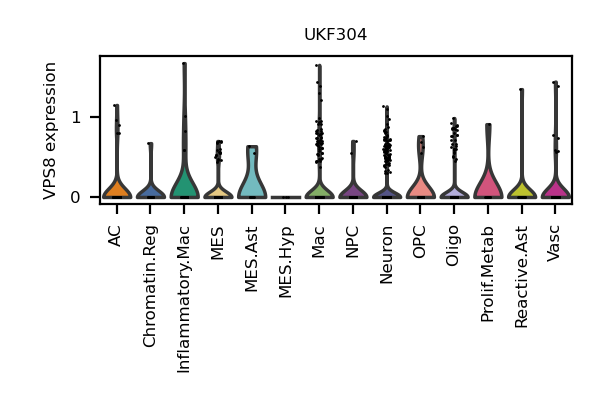 UKF304
VPS8 expression
1
0
AC
Chromatin.Reg
Inflammatory.Mac
MES
MES.Ast
MES.Hyp
Mac
NPC
Neuron
OPC
Oligo
Prolif.Metab
Reactive.Ast
Vasc